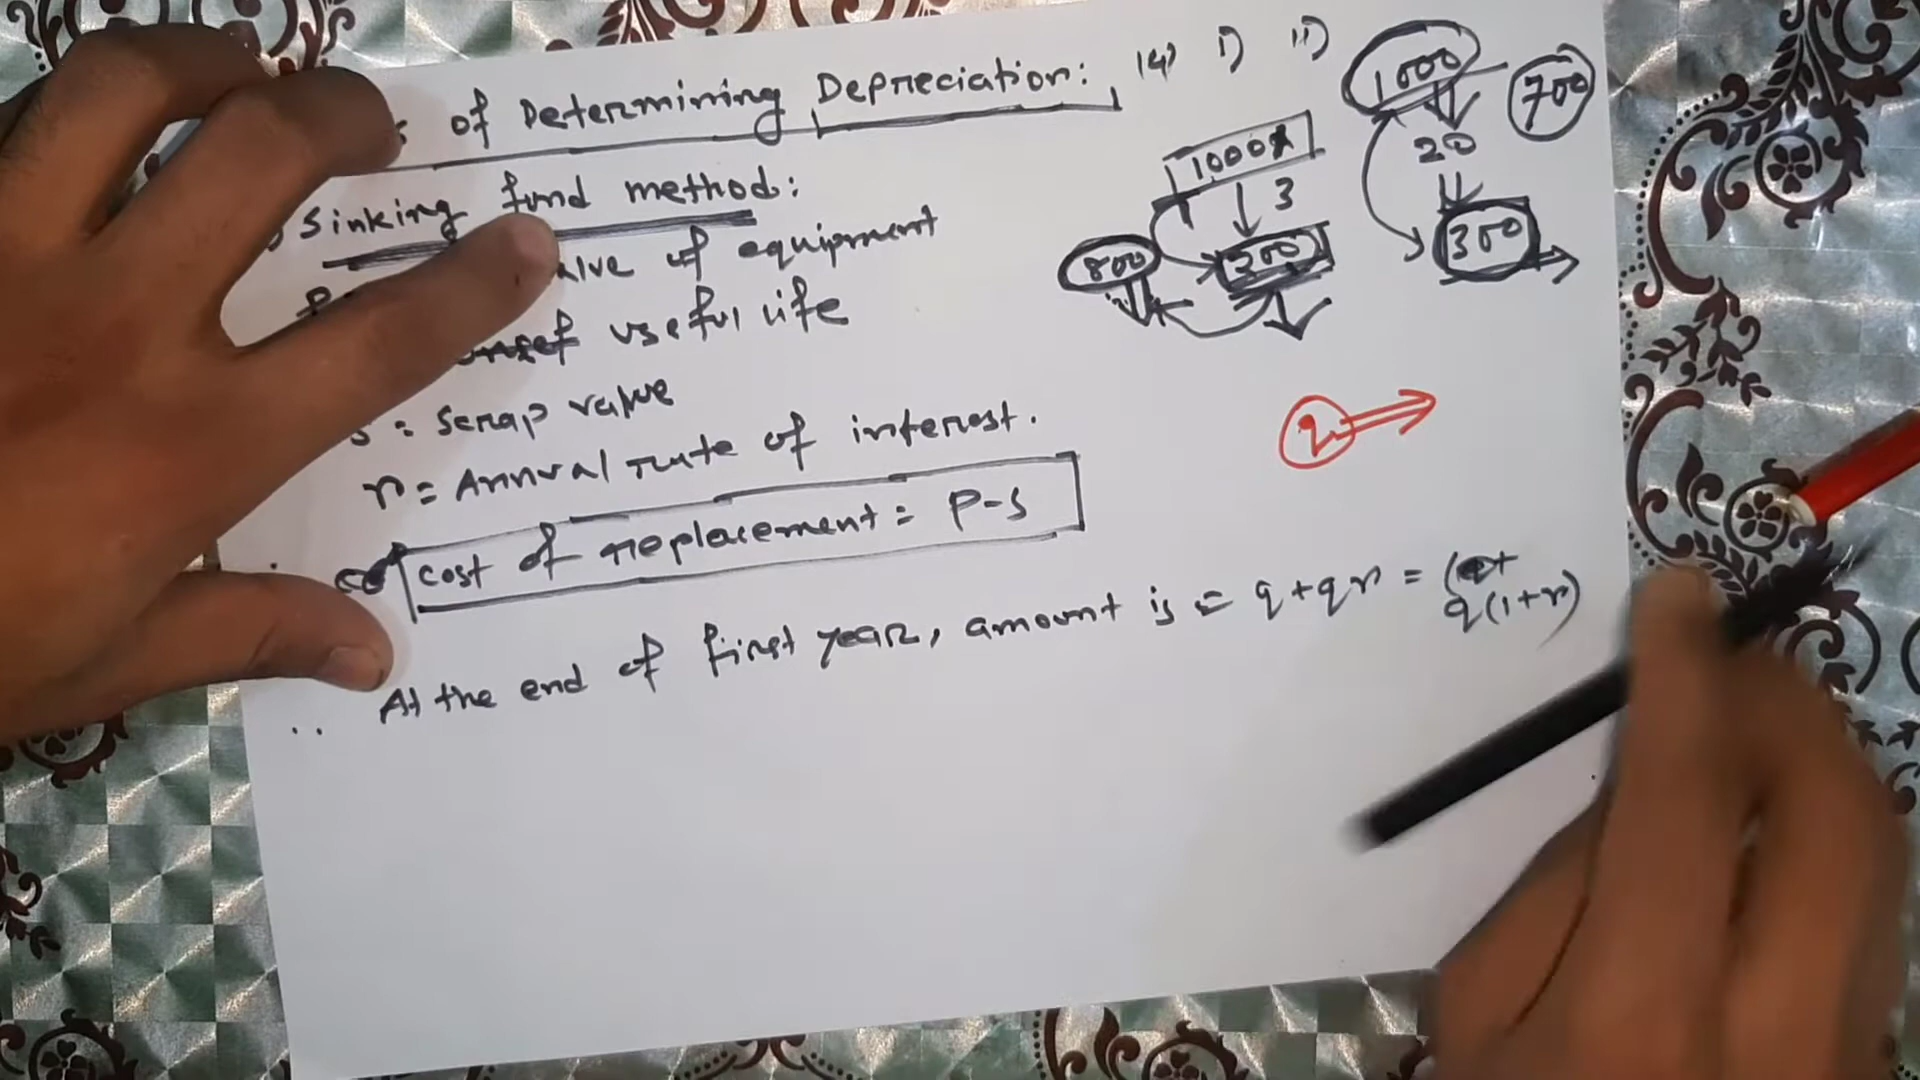 of Determining Depreciation:
Sinking fund method:
of equipment
useful life
= Scrap value
r = Annual rate of interest.
cost of replacement = P-S
.. At the end of first year, amount is = q+qr =
q(1+r)
1000
3
200
800
1000
20
300
700
q